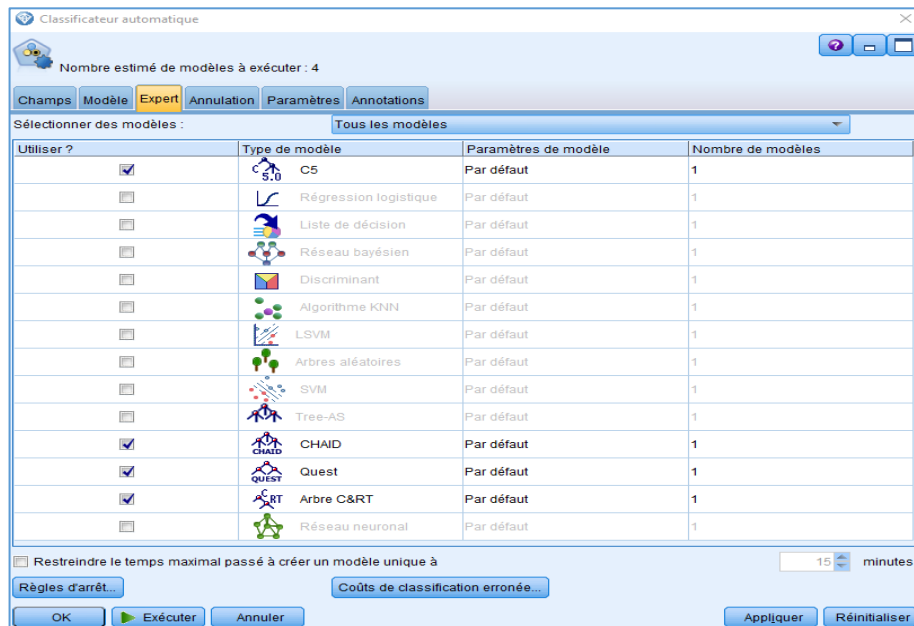 Classificateur automatique
Nombre estimé de modèles à exécuter : 4
Champs Modèle Expert Annulation Paramètres Annotations
Sélectionner des modèles : Tous les modèles
Utiliser ? Type de modèle Paramètres de modèle Nombre de modèles
C 5.0 C5 Par défaut 1
Régression logistique Par défaut 1
Liste de décision Par défaut 1
Réseau bayésien Par défaut 1
Discriminant Par défaut 1
Algorithme KNN Par défaut 1
LSVM Par défaut 1
Arbres aléatoires Par défaut 1
SVM Par défaut 1
Tree-AS Par défaut 1
CHAID CHAID Par défaut 1
QUEST Quest Par défaut 1
C RT Arbre C&RT Par défaut 1
Réseau neuronal Par défaut 1
Restreindre le temps maximal passé à créer un modèle unique à 15 minutes
Règles d'arrêt... Coûts de classification erronée...
OK Exécuter Annuler Appliquer Réinitialiser